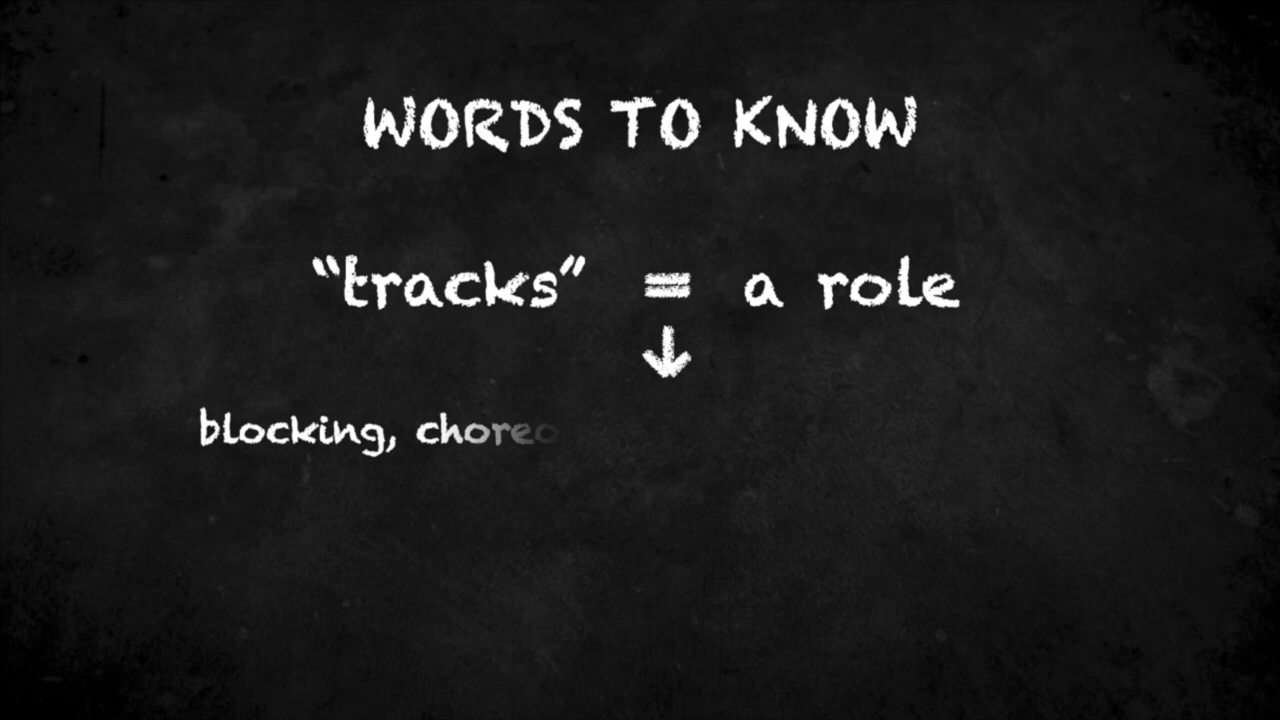 WORDS TO KNOW
“tracks” = a role
↓
blocking, choreo